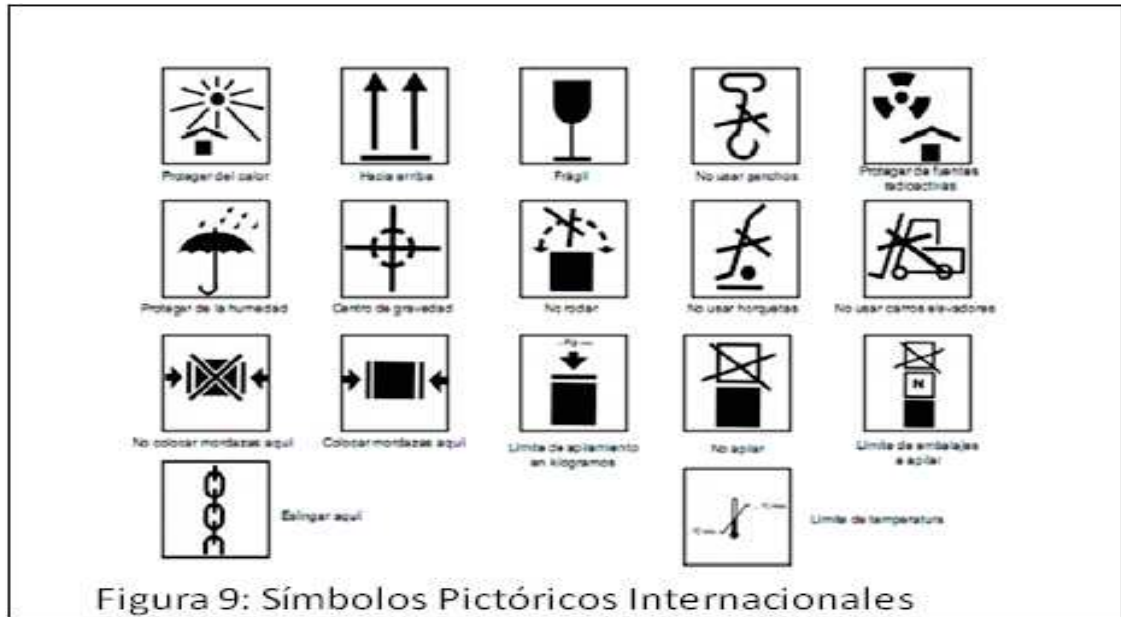 Proteger del calor
Hacia arriba
Frágil
No usar ganchos
Proteger de fuentes
radioactivas
Proteger de la humedad
Centro de gravedad
No rodar
No usar horquetas
No usar carros elevadores
No colocar mordazas aquí
Colocar mordazas aquí
Límite de apilamiento
en kilogramos
No apilar
N
Límite de embalajes
a apilar
Eslingar aquí
Límite de temperatura
Figura 9: Símbolos Pictóricos Internacionales